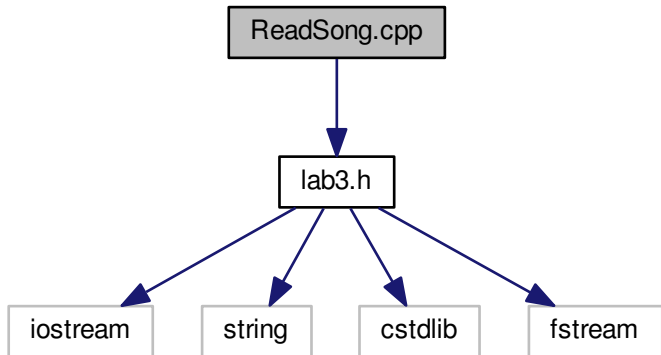 ReadSong.cpp
lab3.h
iostream
string
cstdlib
fstream